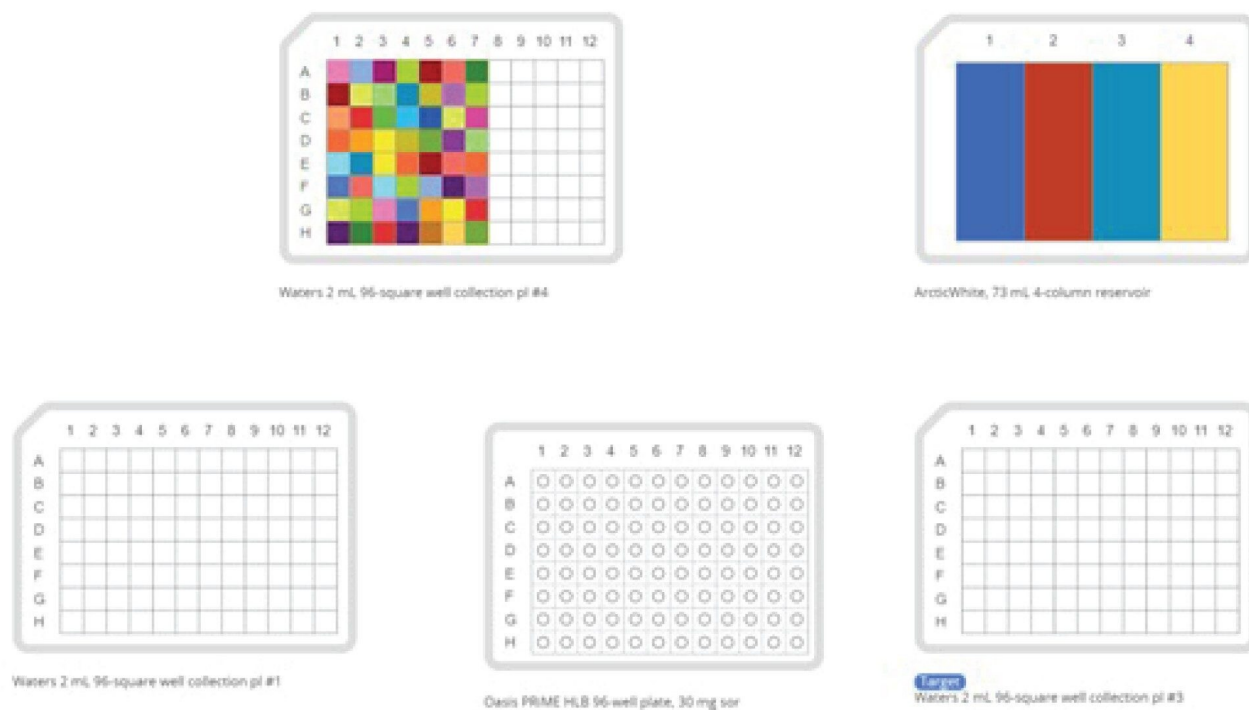 1 2 3 4 5 6 7 8 9 10 11 12
A
B
C
D
E
F
G
H
Waters 2 mL 96-square well collection pl #4
1 2 3 4
ArcticWhite, 73 mL 4-column reservoir
1 2 3 4 5 6 7 8 9 10 11 12
A
B
C
D
E
F
G
H
Waters 2 mL 96-square well collection pl #1
1 2 3 4 5 6 7 8 9 10 11 12
A
B
C
D
E
F
G
H
Oasis PRiME HLB 96-well plate, 30 mg sor
1 2 3 4 5 6 7 8 9 10 11 12
A
B
C
D
E
F
G
H
Target
Waters 2 mL 96-square well collection pl #3